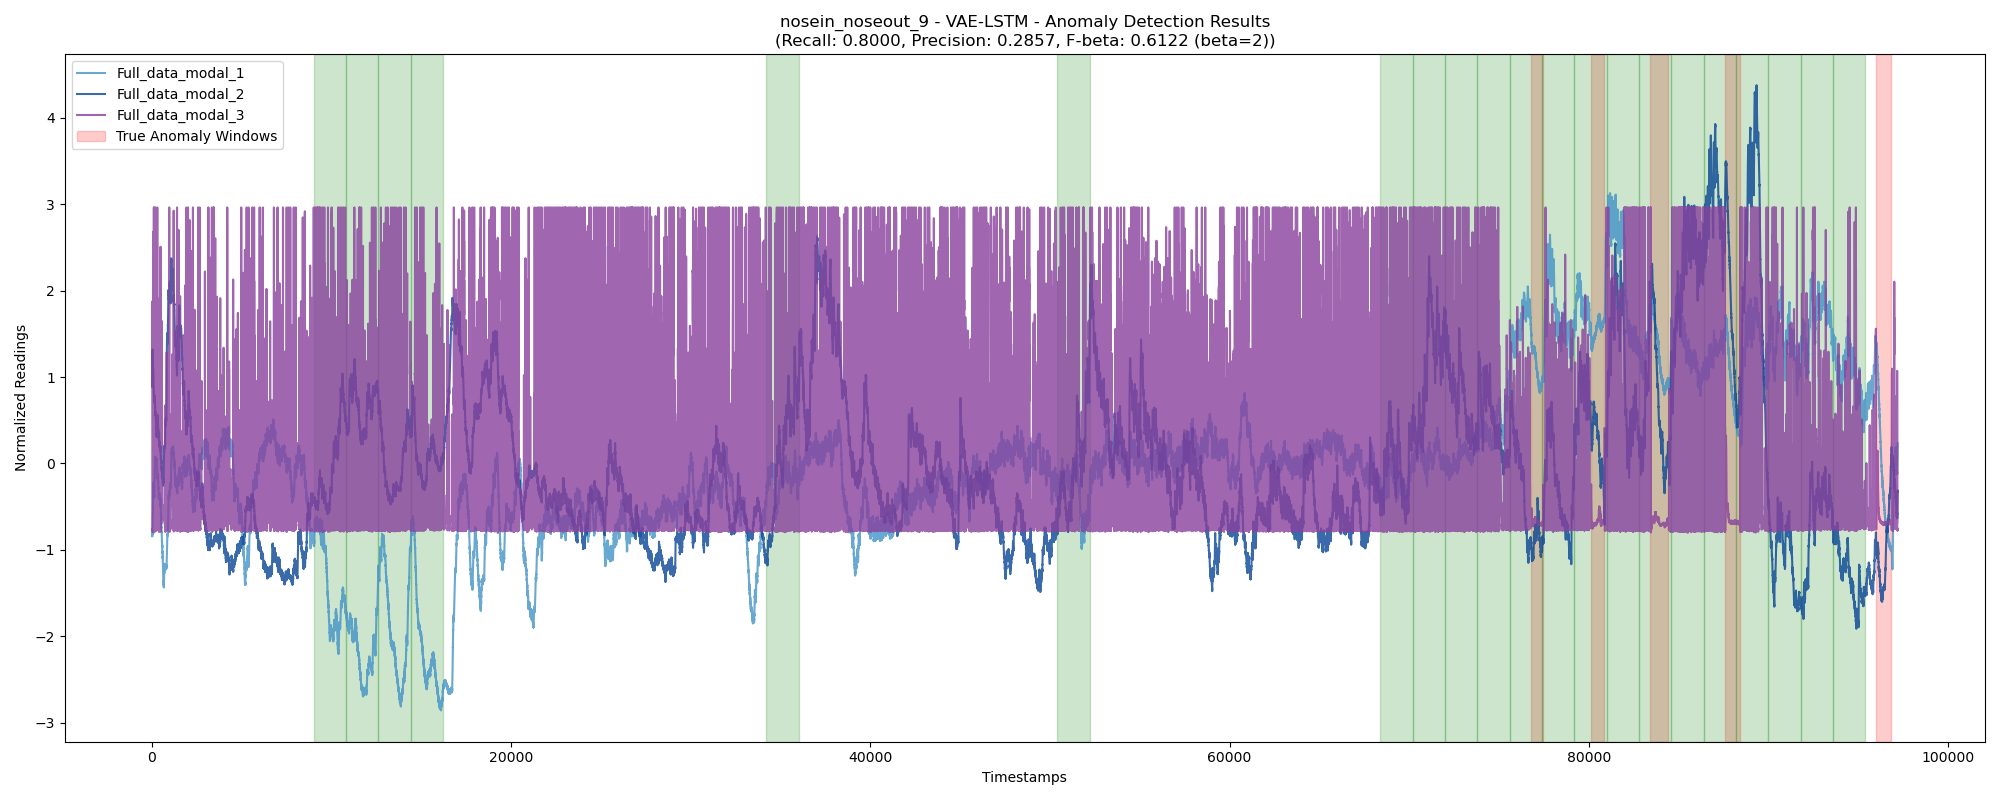 nosein_noseout_9 - VAE-LSTM - Anomaly Detection Results
(Recall: 0.8000, Precision: 0.2857, F-beta: 0.6122 (beta=2))
Full_data_modal_1
Full_data_modal_2
Full_data_modal_3
True Anomaly Windows
Normalized Readings
4
3
2
1
0
−1
−2
−3
0
20000
40000
60000
80000
100000
Timestamps